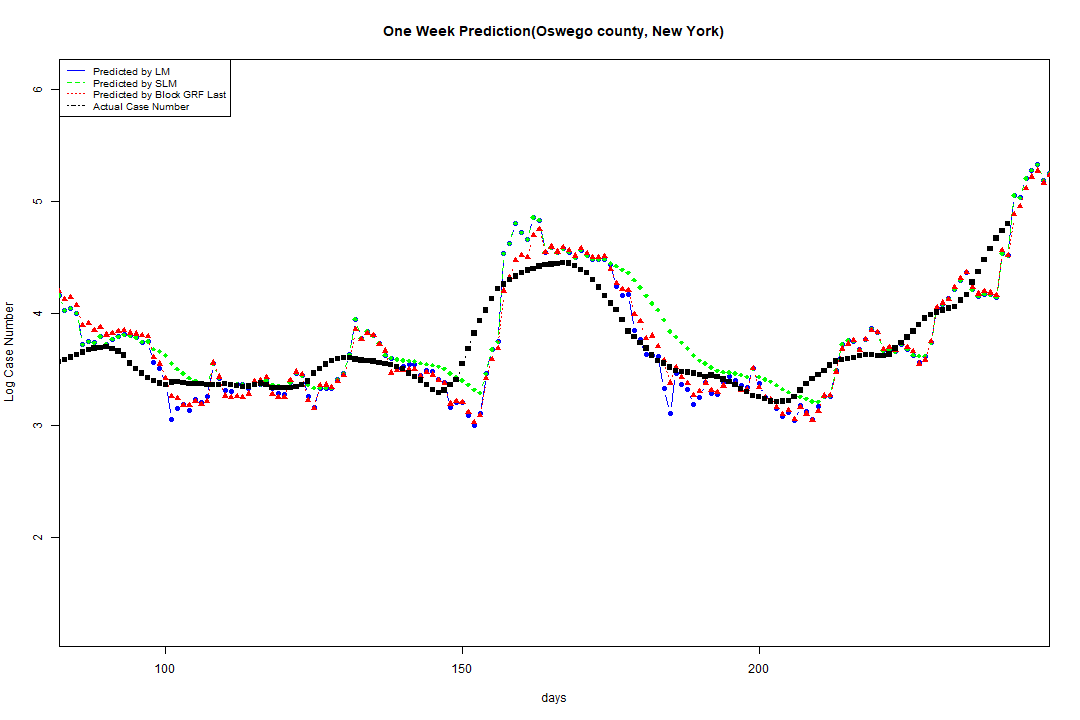 One Week Prediction(Oswego county, New York)
Predicted by LM
Predicted by SLM
Predicted by Block GRF Last
Actual Case Number
6
5
4
3
2
Log Case Number
100 150 200
days